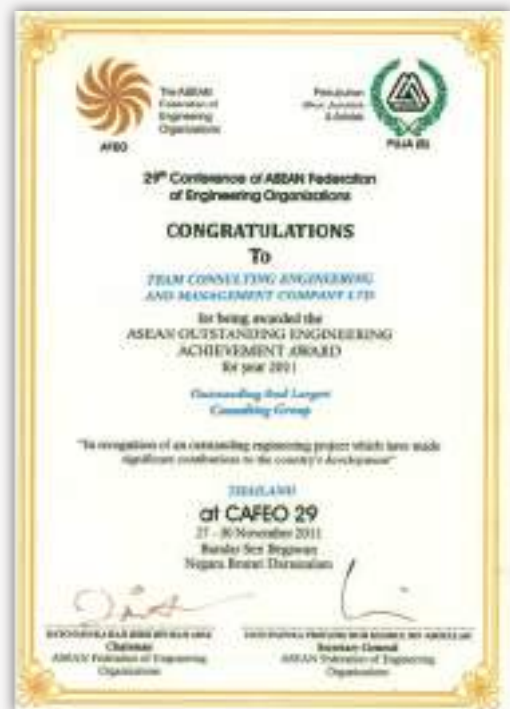 The ASEAN
Federation of
Engineering
Organizations
AFEO
Pertubuhan
Ukur, Jurutera
& Arkitek
PUJA (B)
29th Conference of ASEAN Federation
of Engineering Organizations
CONGRATULATIONS
To
TEAM CONSULTING ENGINEERING
AND MANAGEMENT COMPANY LTD
for being awarded the
ASEAN OUTSTANDING ENGINEERING
ACHIEVEMENT AWARD
for year 2011
Outstanding And Largest
Consulting Group
"In recognition of an outstanding engineering project which have made
significant contributions to the country's development"
THAILAND
at CAFEO 29
27 - 30 November 2011
Bandar Seri Begawan
Negara Brunei Darussalam
Chairman
ASEAN Federation of Engineering
Organizations
Secretary General
ASEAN Federation of Engineering
Organizations